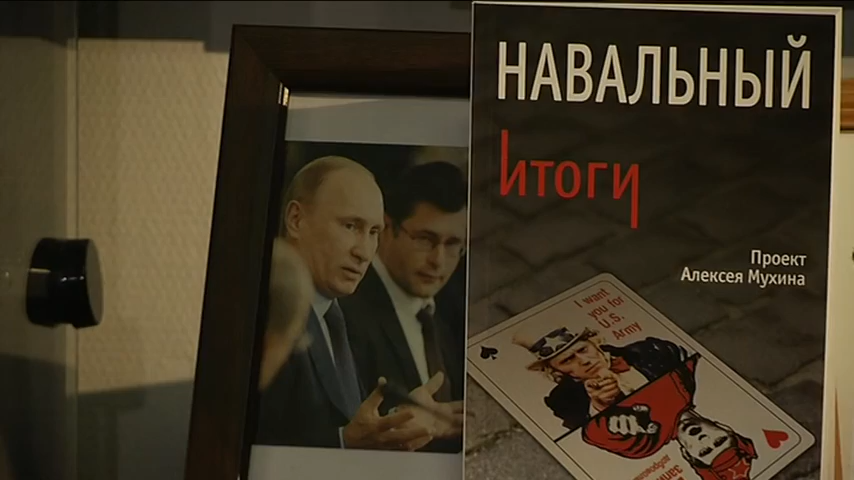 НАВАЛЬНЫЙ
Итоги
Проект
Алексея Мухина
I want
you for
U.S.
Army